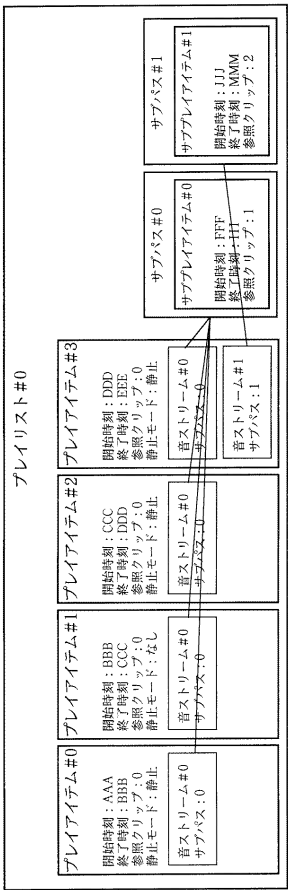 プレイリスト#0
プレイアイテム#0
開始時刻:AAA
終了時刻:BBB
参照クリップ:0
静止モード:静止
音ストリーム#0
サブパス:0
プレイアイテム#1
開始時刻:BBB
終了時刻:CCC
参照クリップ:0
静止モード:なし
音ストリーム#0
サブパス:0
プレイアイテム#2
開始時刻:CCC
終了時刻:DDD
参照クリップ:0
静止モード:静止
音ストリーム#0
サブパス:0
プレイアイテム#3
開始時刻:DDD
終了時刻:EEE
参照クリップ:0
静止モード:静止
音ストリーム#0
サブパス:0
音ストリーム#1
サブパス:1
サブパス#0
サブプレイアイテム#0
開始時刻:FFF
終了時刻:III
参照クリップ:1
サブパス#1
サブプレイアイテム#1
開始時刻:JJJ
終了時刻:MMM
参照クリップ:2